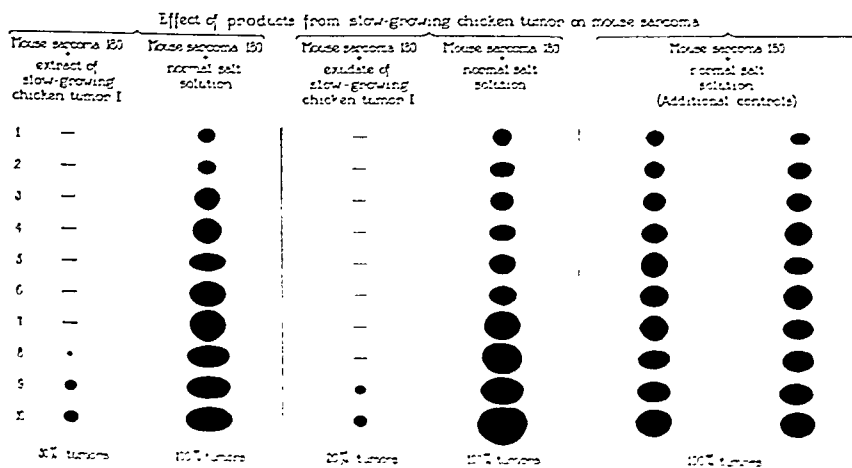 Effect of products from slow-growing chicken tumor on mouse sarcoma
Mouse sarcoma 180
+
extract of
slow-growing
chicken tumor I
Mouse sarcoma 180
+
normal salt
solution
Mouse sarcoma 180
+
exudate of
slow-growing
chicken tumor I
Mouse sarcoma 180
+
normal salt
solution
Mouse sarcoma 180
+
normal salt
solution
(Additional controls)
1
2
3
4
5
6
7
8
9
10
30% tumors
100% tumors
20% tumors
100% tumors
100% tumors